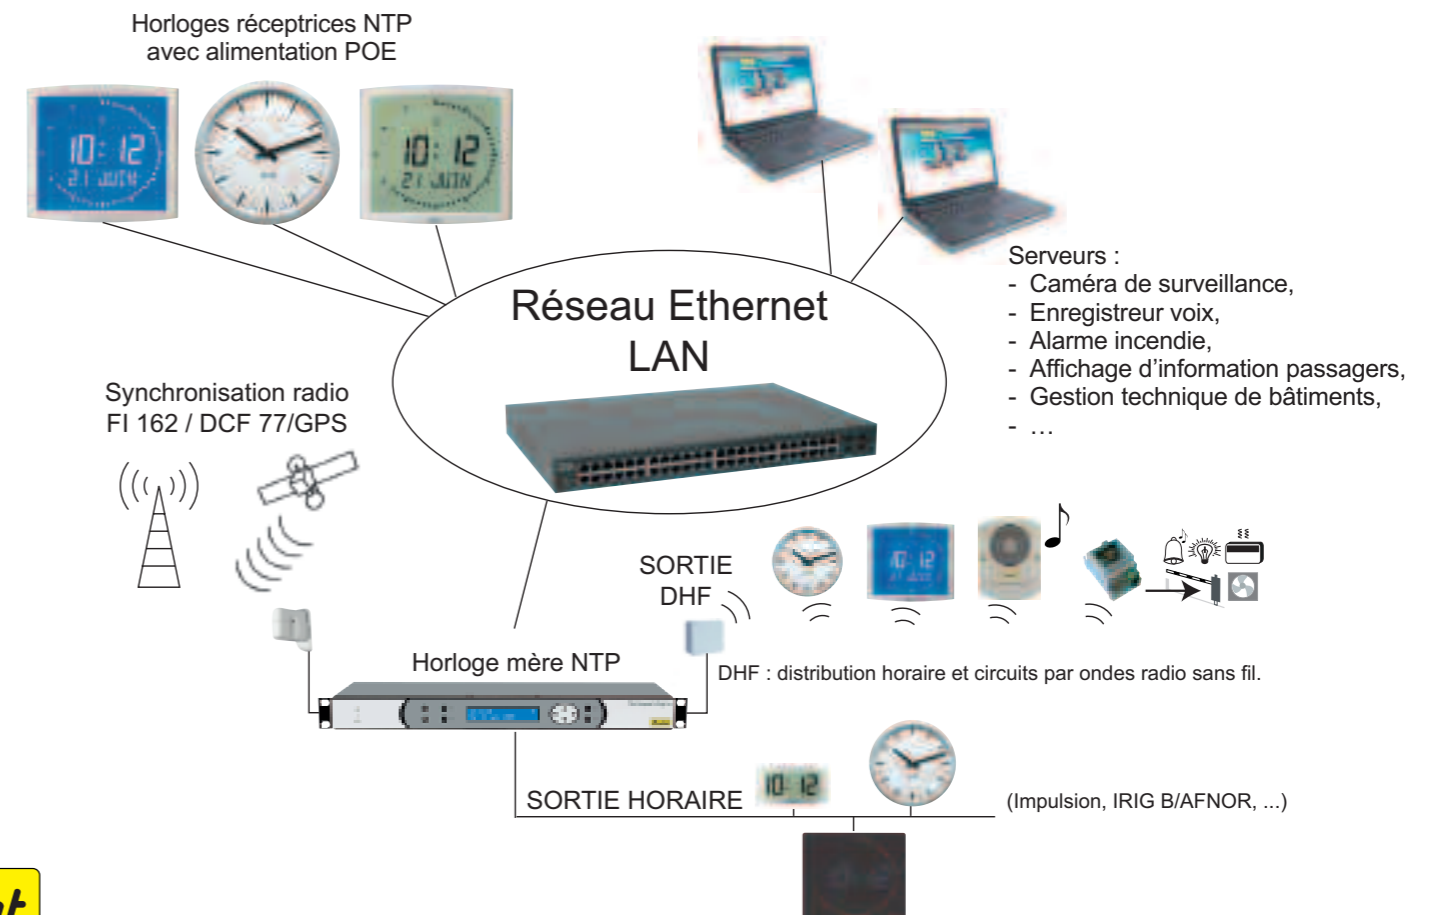 Horloges réceptrices NTP
avec alimentation POE
10:12
21 JUIN
10:12
21 JUIN
Réseau Ethernet
LAN
Serveurs :
- Caméra de surveillance,
- Enregistreur voix,
- Alarme incendie,
- Affichage d'information passagers,
- Gestion technique de bâtiments,
- …
Synchronisation radio
FI 162 / DCF 77/GPS
SORTIE
DHF
10:12
Horloge mère NTP
DHF : distribution horaire et circuits par ondes radio sans fil.
SORTIE HORAIRE
10:12
(Impulsion, IRIG B/AFNOR, ...)